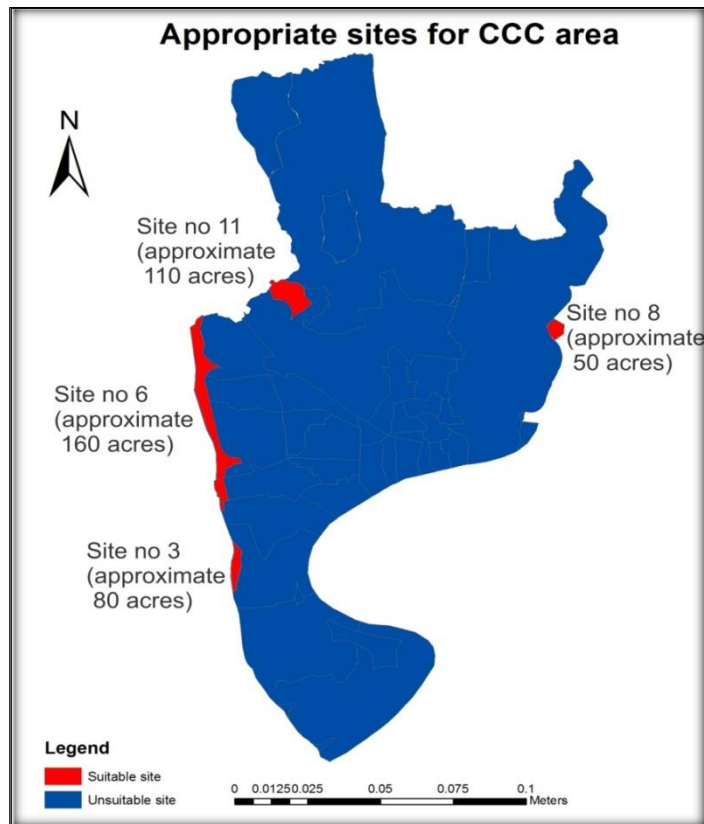 Appropriate sites for CCC area
N
Site no 11
(approximate
110 acres)
Site no 8
(approximate
50 acres)
Site no 6
(approximate
160 acres)
Site no 3
(approximate
80 acres)
Legend
Suitable site
Unsuitable site
0 0.0125 0.025 0.05 0.075 0.1
Meters